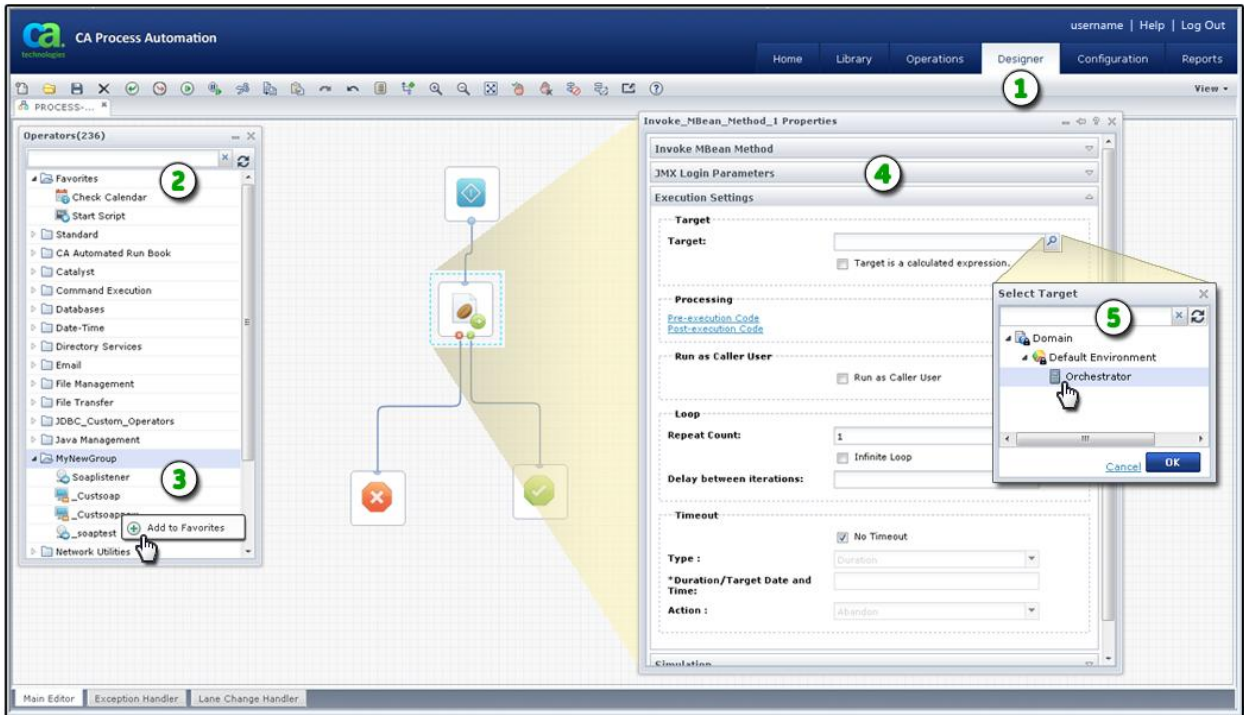 ca
technologies
CA Process Automation
username | Help | Log Out
Home Library Operations Designer Configuration Reports
1
View
PROCESS-...
Operators(236)
2
Favorites
Check Calendar
Start Script
Standard
CA Automated Run Book
Catalyst
Command Execution
Databases
Date-Time
Directory Services
Email
File Management
File Transfer
JDBC_Custom_Operators
Java Management
MyNewGroup
Soaplistener
3
_Custsoap
_Custsoap
_soaptest
Add to Favorites
Network Utilities
Invoke_MBean_Method_1 Properties
Invoke MBean Method
4
JMX Login Parameters
Execution Settings
Target
Target:
Target is a calculated expression.
Processing
Pre-execution Code
Post-execution Code
Run as Caller User
Run as Caller User
Loop
Repeat Count: 1
Infinite Loop
Delay between iterations:
Timeout
No Timeout
Type : Duration
*Duration/Target Date and
Time:
Action : Abandon
Simulation
Select Target
5
Domain
Default Environment
Orchestrator
Cancel OK
Main Editor Exception Handler Lane Change Handler